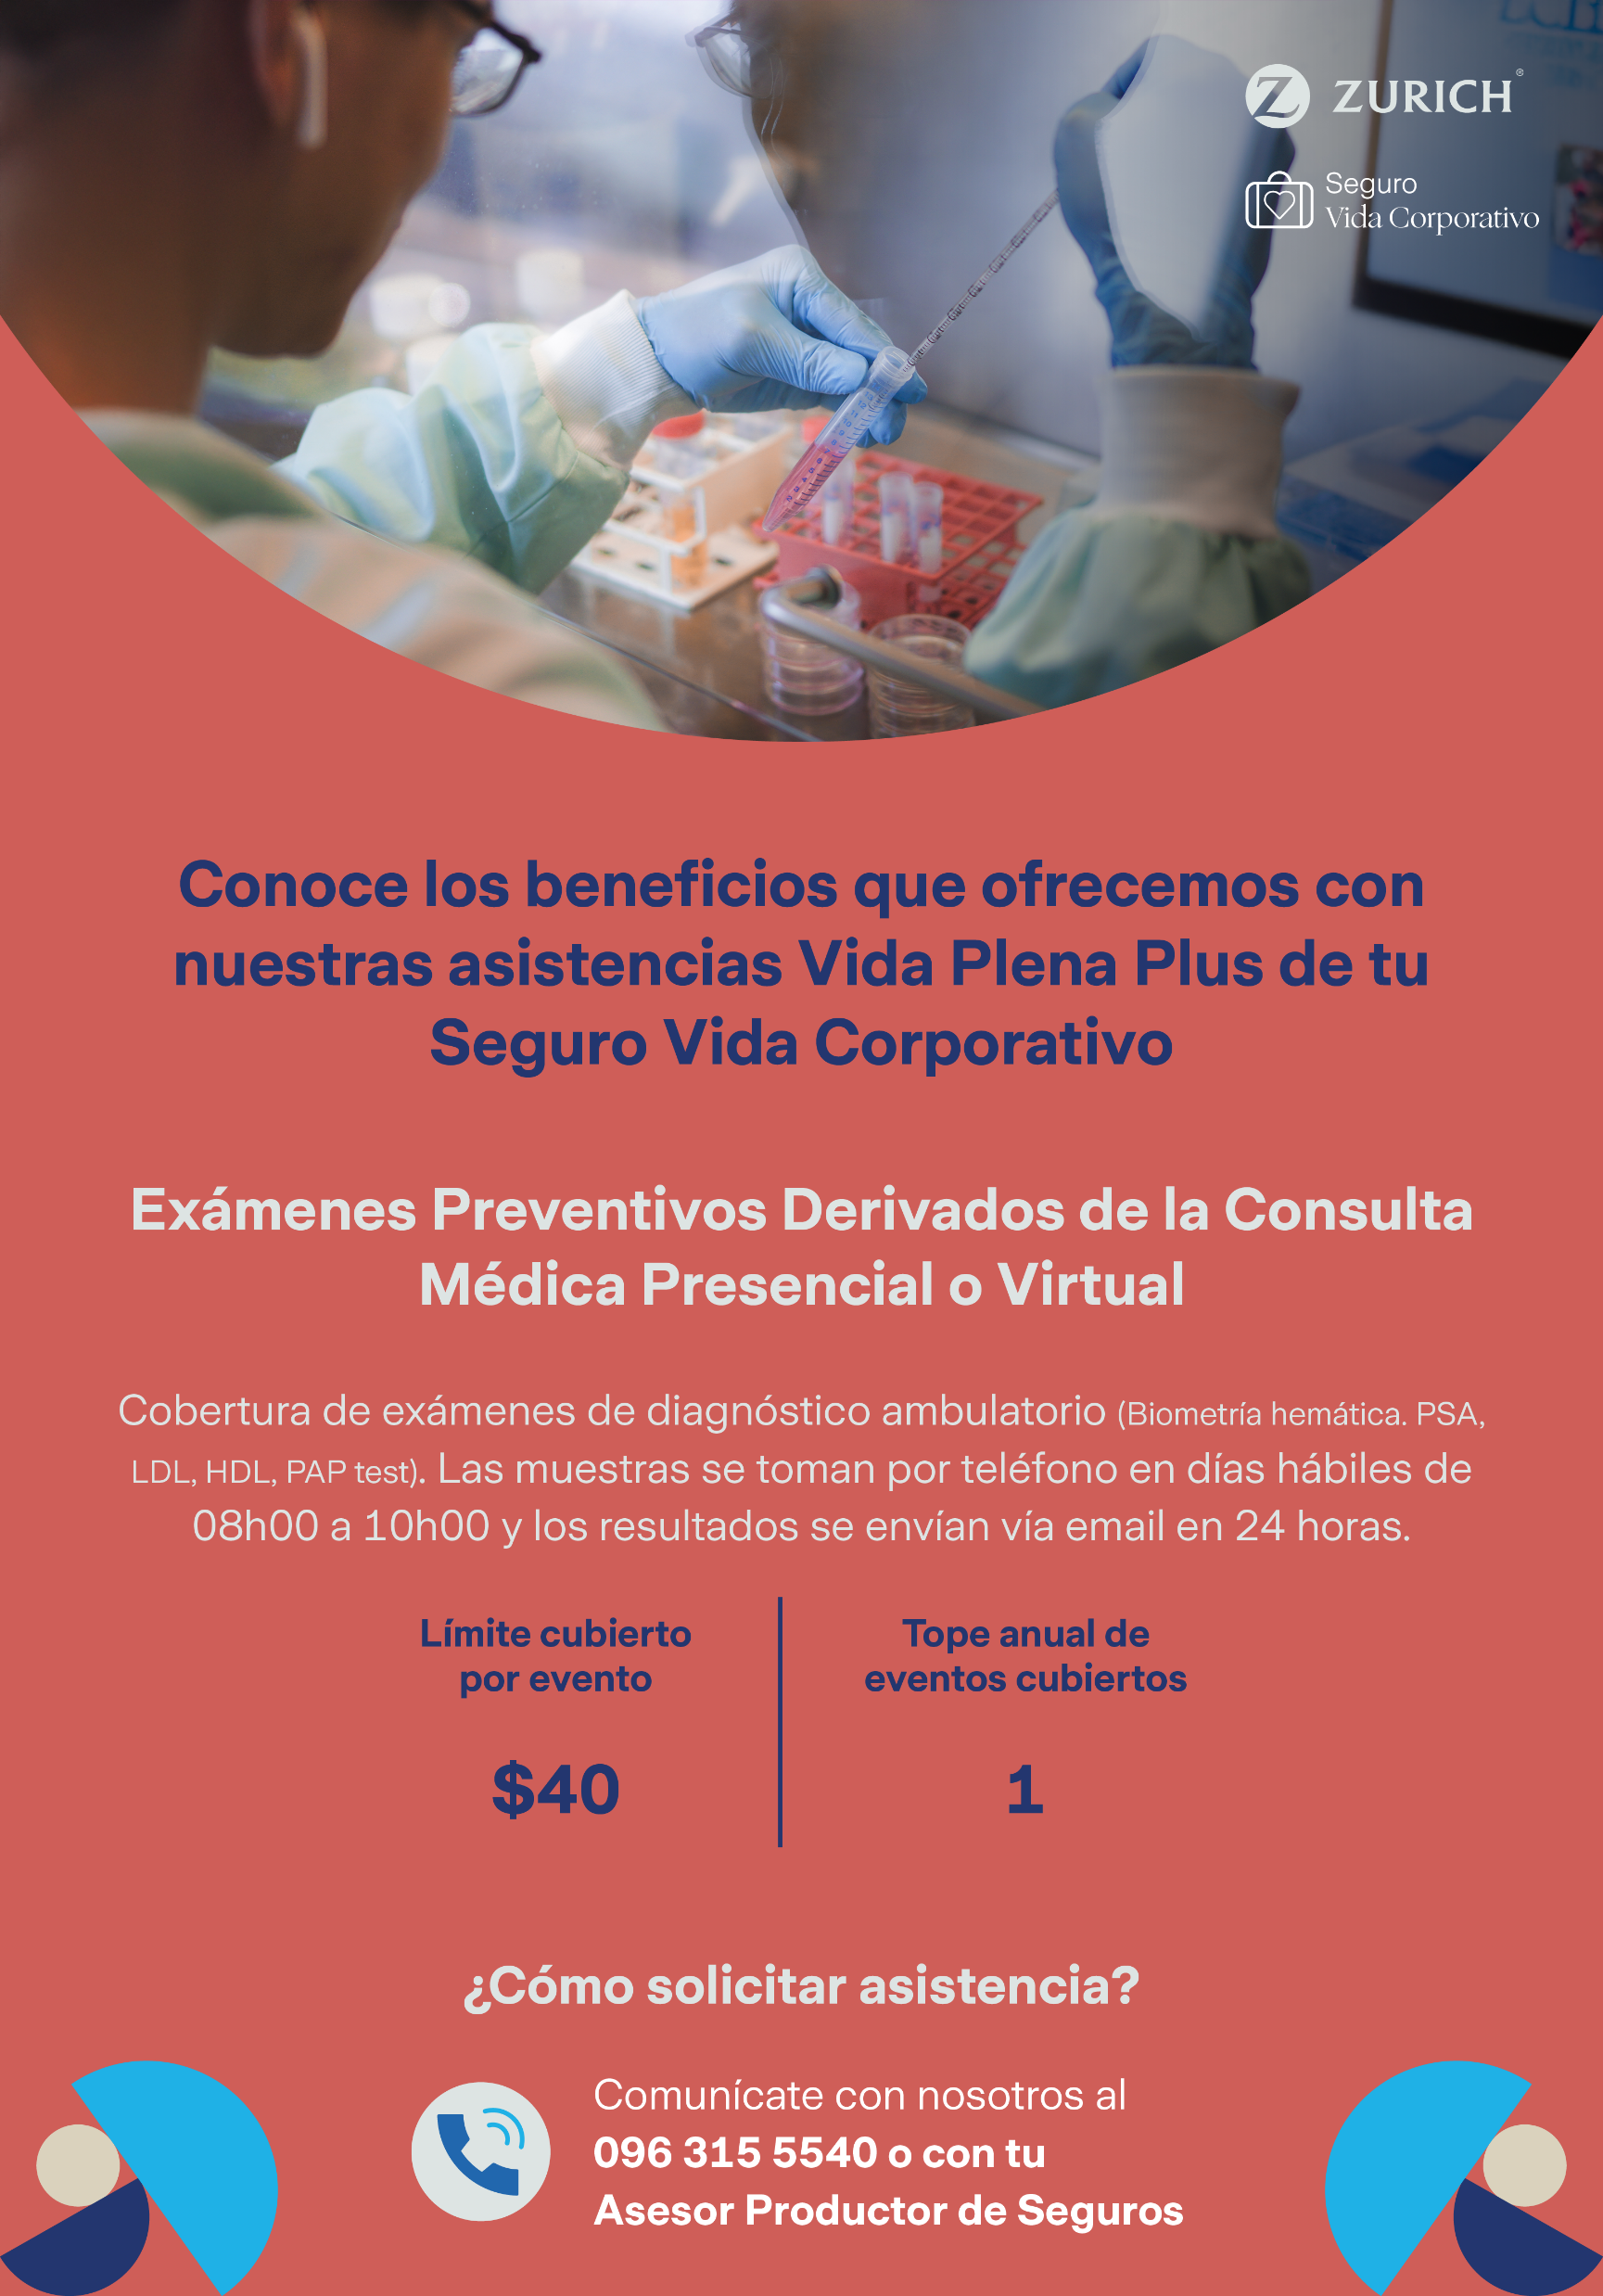 ZURICH®
Seguro
Vida Corporativo
Conoce los beneficios que ofrecemos con
nuestras asistencias Vida Plena Plus de tu
Seguro Vida Corporativo
Exámenes Preventivos Derivados de la Consulta
Médica Presencial o Virtual
Cobertura de exámenes de diagnóstico ambulatorio (Biometría hemática. PSA,
LDL, HDL, PAP test). Las muestras se toman por teléfono en días hábiles de
08h00 a 10h00 y los resultados se envían vía email en 24 horas.
Límite cubierto
por evento
$40
Tope anual de
eventos cubiertos
1
¿Cómo solicitar asistencia?
Comunícate con nosotros al
096 315 5540 o con tu
Asesor Productor de Seguros